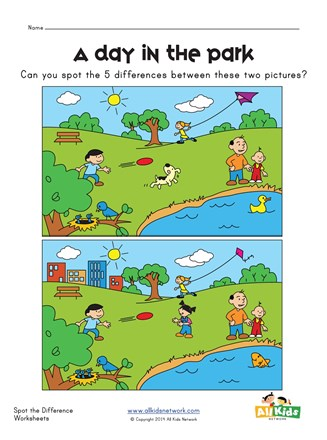 Name
A DAY IN THE PARK
Can you spot the 5 differences between these two pictures?
Spot the Difference
Worksheets
www.allkidsnetwork.com
© Copyright 2019 All Kids Network
All Kids
NETWORK